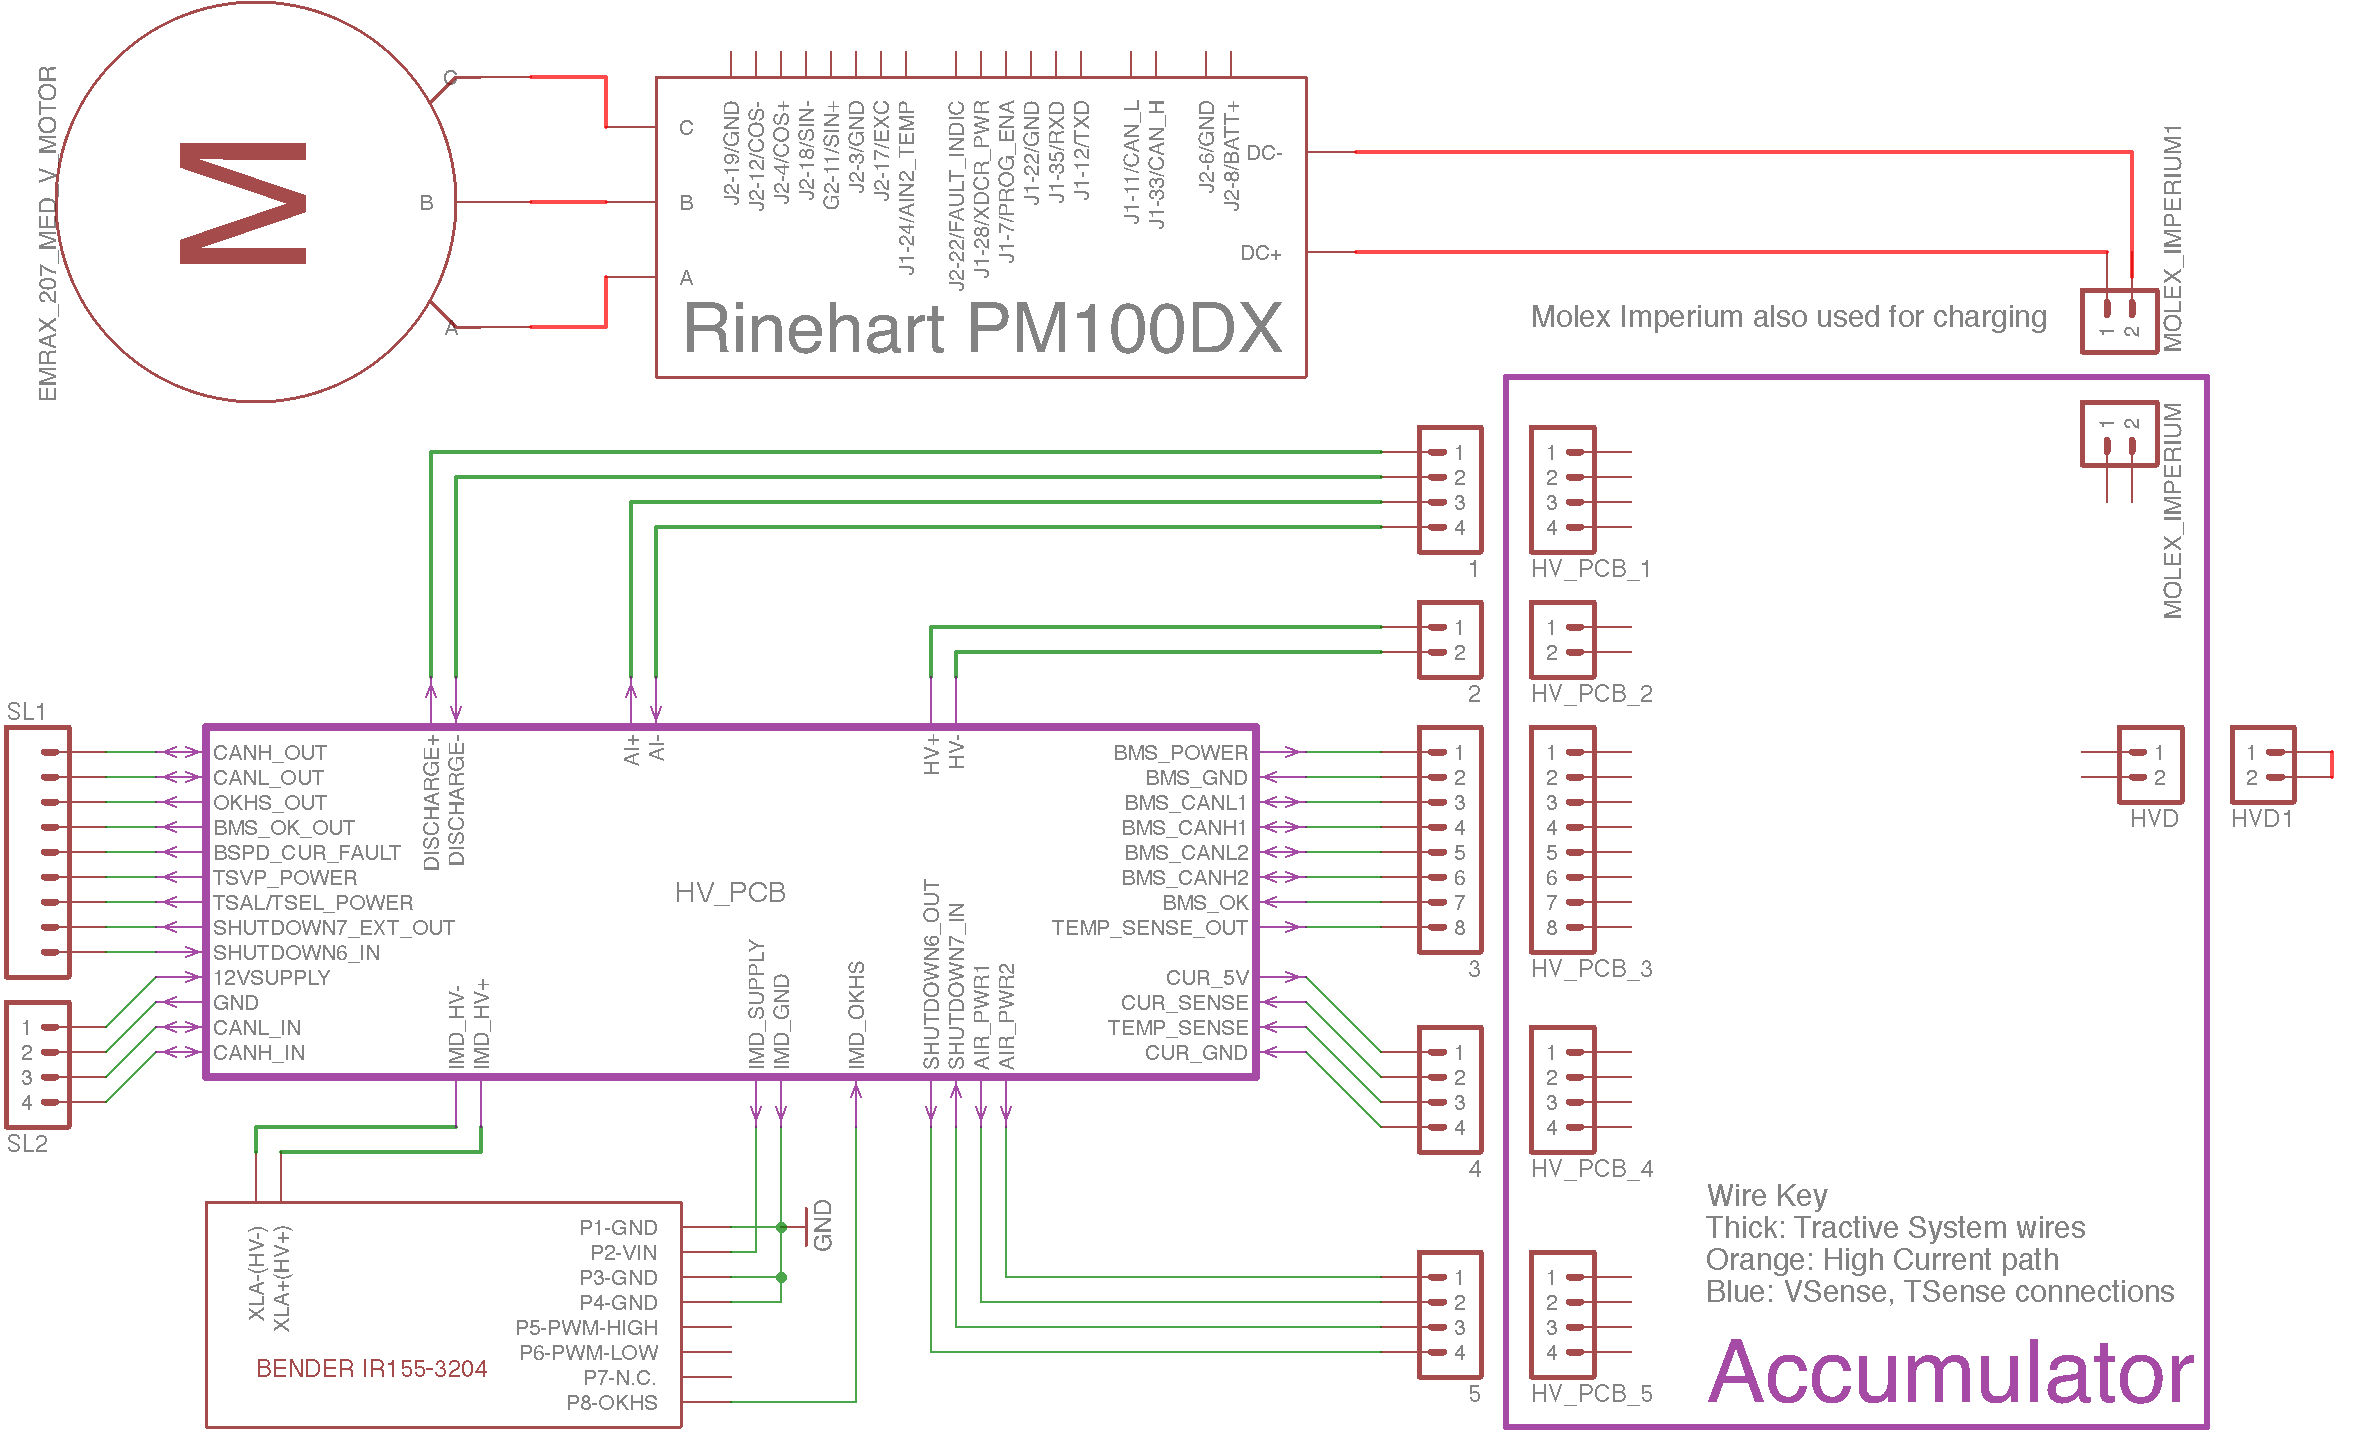 EMRAX_207_MED_V_MOTOR
M
C
B
A
C
B
A
J2-19/GND
J2-12/COS-
J2-4/COS+
J2-18/SIN-
G2-11/SIN+
J2-3/GND
J2-17/EXC
J1-24/AIN2_TEMP
J2-22/FAULT_INDIC
J1-28/XDCR_PWR
J1-7/PROG_ENA
J1-22/GND
J1-35/RXD
J1-12/TXD
J1-11/CAN_L
J1-33/CAN_H
J2-6/GND
J2-8/BATT+
DC-
DC+
Rinehart PM100DX
Molex Imperium also used for charging
1
2
MOLEX_IMPERIUM1
1
2
MOLEX_IMPERIUM
1
2
3
4
1
1
2
3
4
HV_PCB_1
1
2
2
1
2
HV_PCB_2
1
2
3
4
5
6
7
8
3
1
2
3
4
5
6
7
8
HV_PCB_3
1
2
HVD
1
2
HVD1
1
2
3
4
4
1
2
3
4
HV_PCB_4
1
2
3
4
5
1
2
3
4
HV_PCB_5
SL1
1
2
3
4
SL2
CANH_OUT
CANL_OUT
OKHS_OUT
BMS_OK_OUT
BSPD_CUR_FAULT
TSVP_POWER
TSAL/TSEL_POWER
SHUTDOWN7_EXT_OUT
SHUTDOWN6_IN
12VSUPPLY
GND
CANL_IN
CANH_IN
DISCHARGE+
DISCHARGE-
AI+
AI-
HV+
HV-
HV_PCB
BMS_POWER
BMS_GND
BMS_CANL1
BMS_CANH1
BMS_CANL2
BMS_CANH2
BMS_OK
TEMP_SENSE_OUT
CUR_5V
CUR_SENSE
TEMP_SENSE
CUR_GND
IMD_HV-
IMD_HV+
IMD_SUPPLY
IMD_GND
IMD_OKHS
SHUTDOWN6_OUT
SHUTDOWN7_IN
AIR_PWR1
AIR_PWR2
XLA-(HV-)
XLA+(HV+)
P1-GND
P2-VIN
P3-GND
P4-GND
P5-PWM-HIGH
P6-PWM-LOW
P7-N.C.
P8-OKHS
BENDER IR155-3204
GND
Wire Key
Thick: Tractive System wires
Orange: High Current path
Blue: VSense, TSense connections
Accumulator